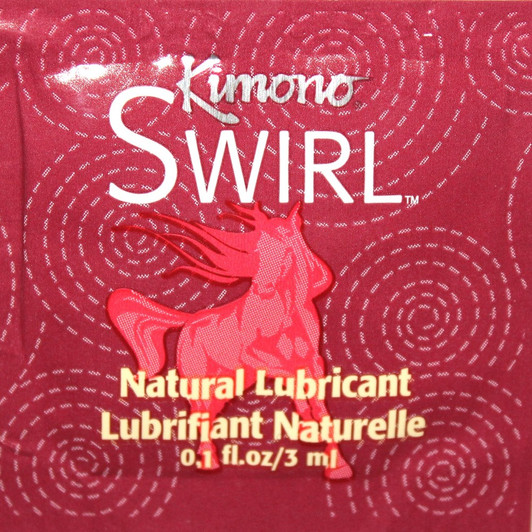 Kimono
SWIRL™
Natural Lubricant
Lubrifiant Naturelle
0.1 fl.oz/3 ml